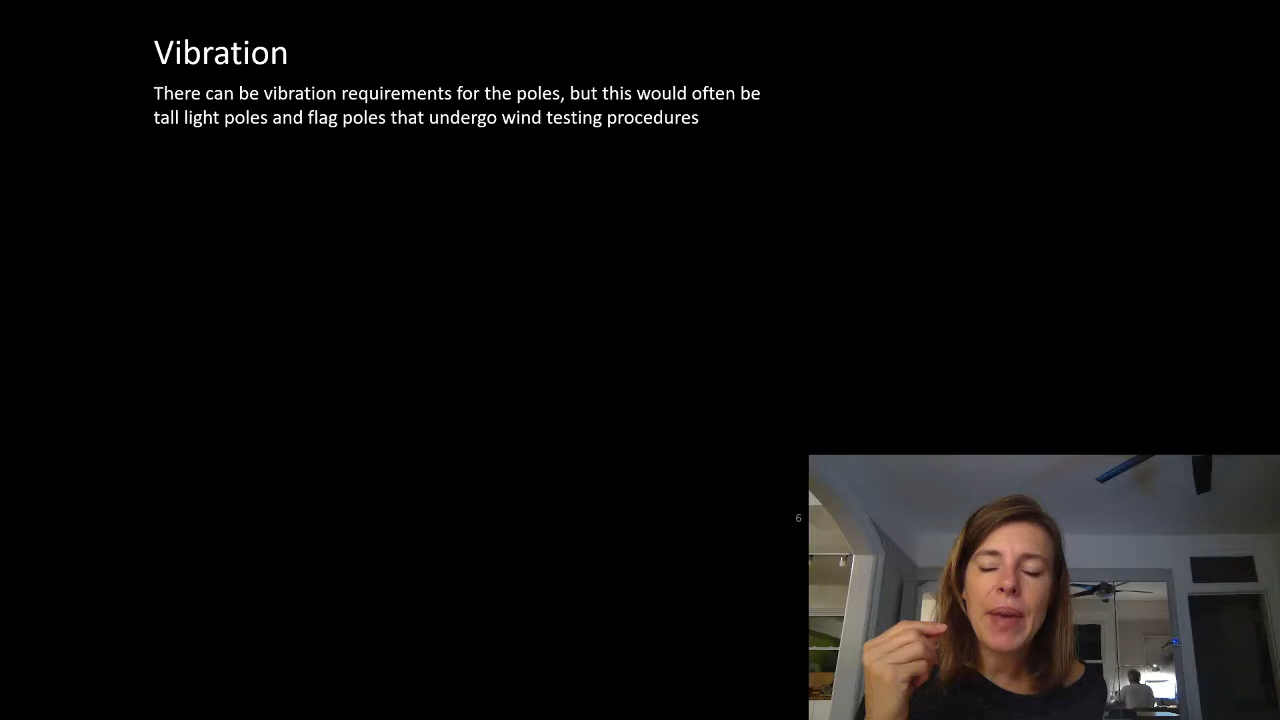 Vibration
There can be vibration requirements for the poles, but this would often be
tall light poles and flag poles that undergo wind testing procedures
6